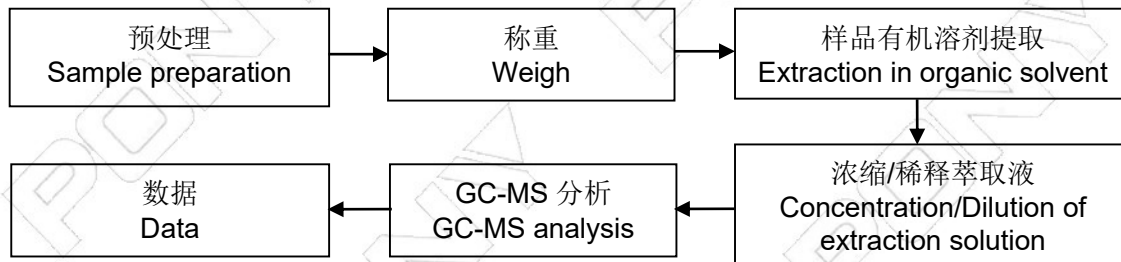 预处理
Sample preparation
称重
Weigh
样品有机溶剂提取
Extraction in organic solvent
浓缩/稀释萃取液
Concentration/Dilution of
extraction solution
GC-MS 分析
GC-MS analysis
数据
Data